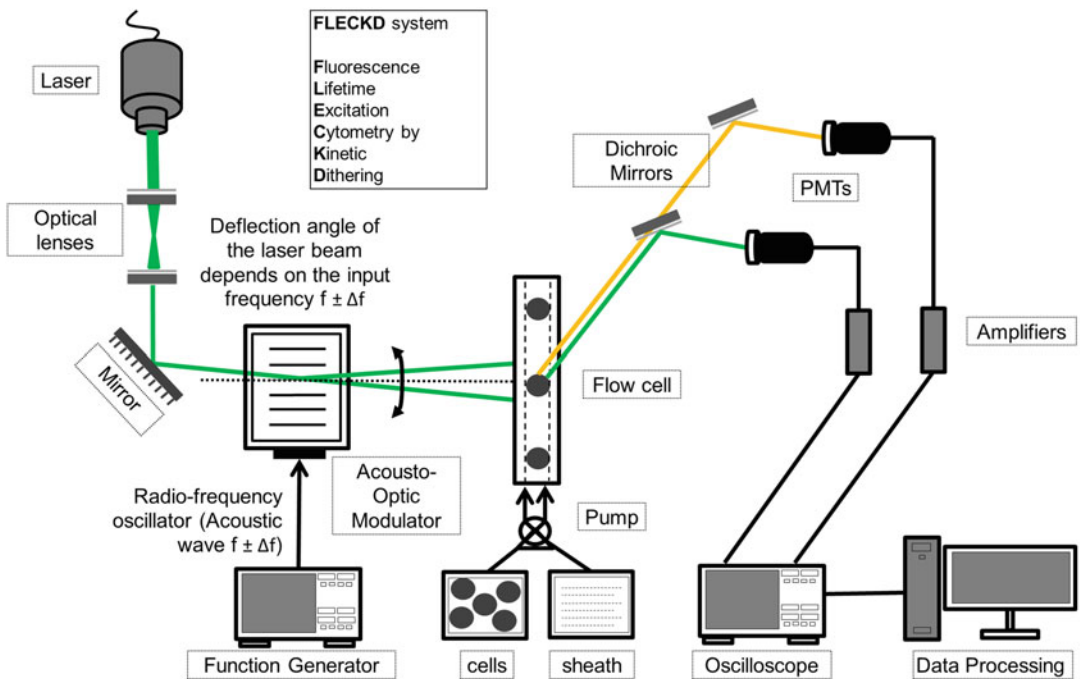 FLECKD system
Fluorescence
Lifetime
Excitation
Cytometry by
Kinetic
Dithering
Laser
Optical
lenses
Deflection angle of
the laser beam
depends on the input
frequency f ± Δf
Mirror
Dichroic
Mirrors
PMTs
Amplifiers
Flow cell
Acousto-
Optic
Modulator
Radio-frequency
oscillator (Acoustic
wave f ± Δf)
Pump
Function Generator
cells
sheath
Oscilloscope
Data Processing